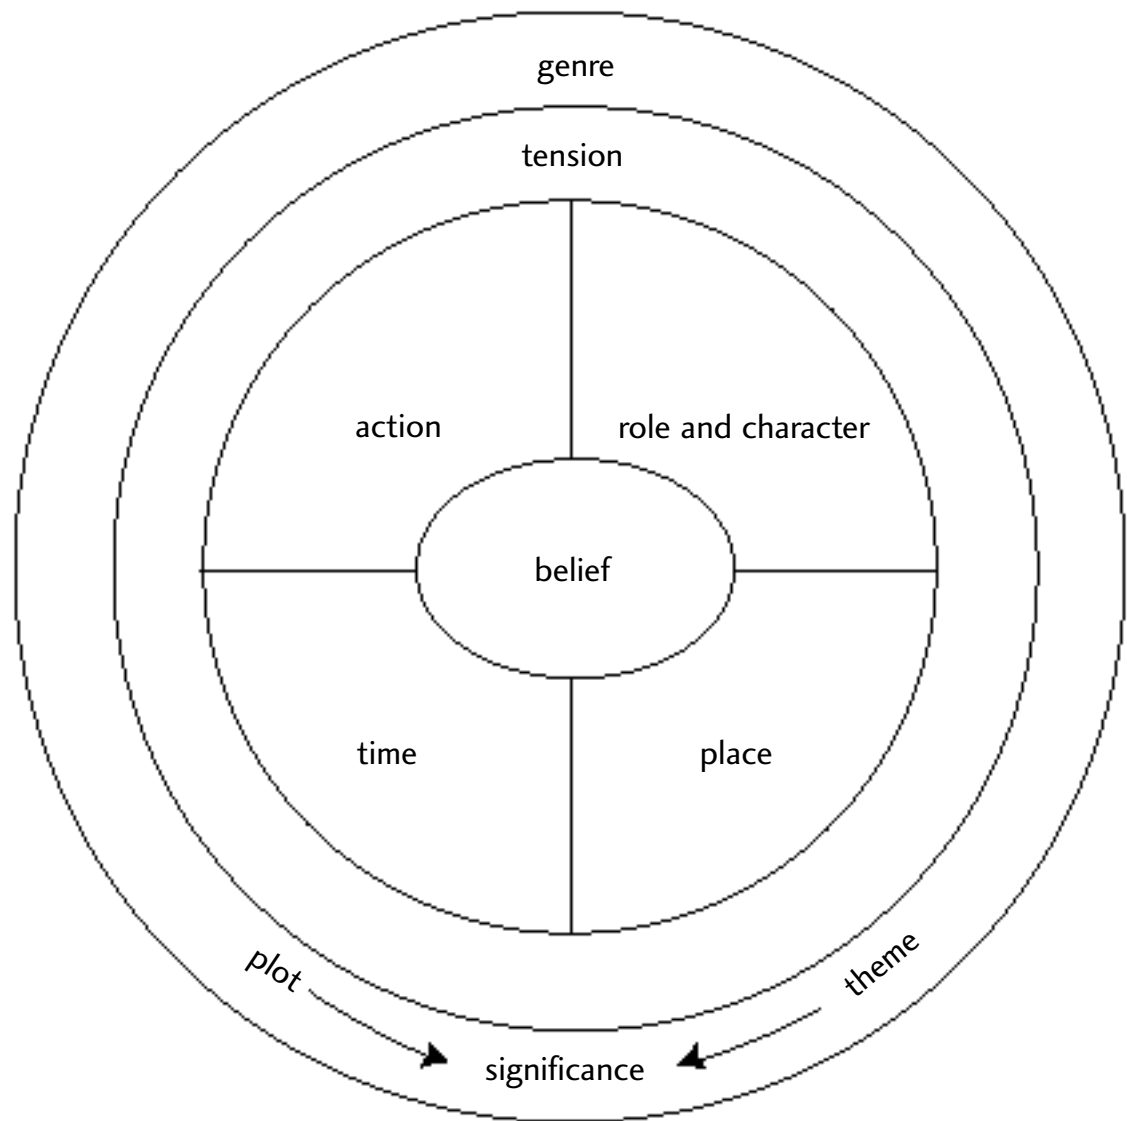 genre
tension
action
role and character
belief
time
place
plot
theme
significance